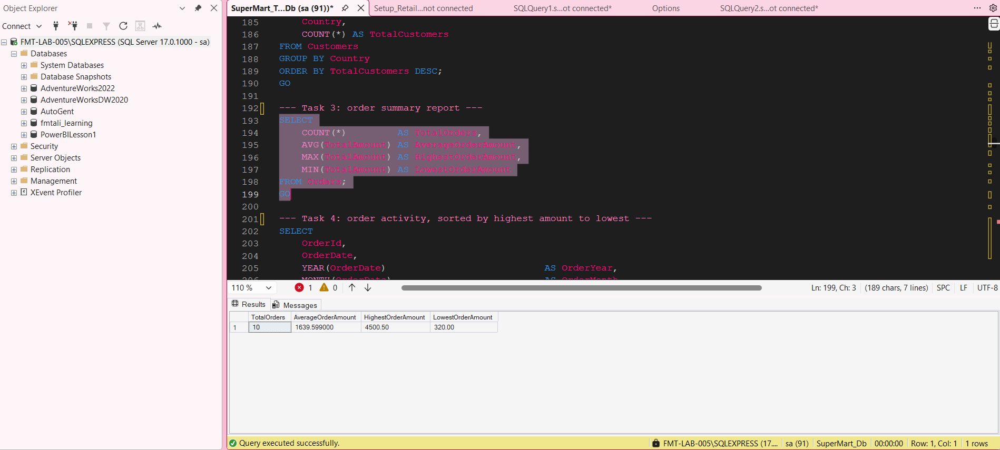 Object Explorer
Connect
FMT-LAB-005\SQLEXPRESS (SQL Server 17.0.1000 - sa)
Databases
System Databases
Database Snapshots
AdventureWorks2022
AdventureWorksDW2020
AutoGent
fmtali_learning
PowerBILesson1
Security
Server Objects
Replication
Management
XEvent Profiler
SuperMart_T...Db (sa (91))*
Setup_Retail...not connected
SQLQuery1.s...ot connected*
Options
SQLQuery2.s...ot connected*
185 Country,
186 COUNT(*) AS TotalCustomers
187 FROM Customers
188 GROUP BY Country
189 ORDER BY TotalCustomers DESC;
190 GO
191
192 --- Task 3: order summary report ---
193 SELECT
194 COUNT(*) AS TotalOrders,
195 AVG(TotalAmount) AS AverageOrderAmount,
196 MAX(TotalAmount) AS HighestOrderAmount,
197 MIN(TotalAmount) AS LowestOrderAmount
198 FROM Orders;
199 GO
200
201 --- Task 4: order activity, sorted by highest amount to lowest ---
202 SELECT
203 OrderId,
204 OrderDate,
205 YEAR(OrderDate) AS OrderYear,
206 MONTH(OrderDate) AS OrderMonth
110 % 1 0 Ln: 199, Ch: 3 (189 chars, 7 lines) SPC LF UTF-8
Results Messages
TotalOrders AverageOrderAmount HighestOrderAmount LowestOrderAmount
1 10 1639.599000 4500.50 320.00
Query executed successfully. FMT-LAB-005\SQLEXPRESS (17.... sa (91) SuperMart_Db 00:00:00 Row: 1, Col: 1 1 rows